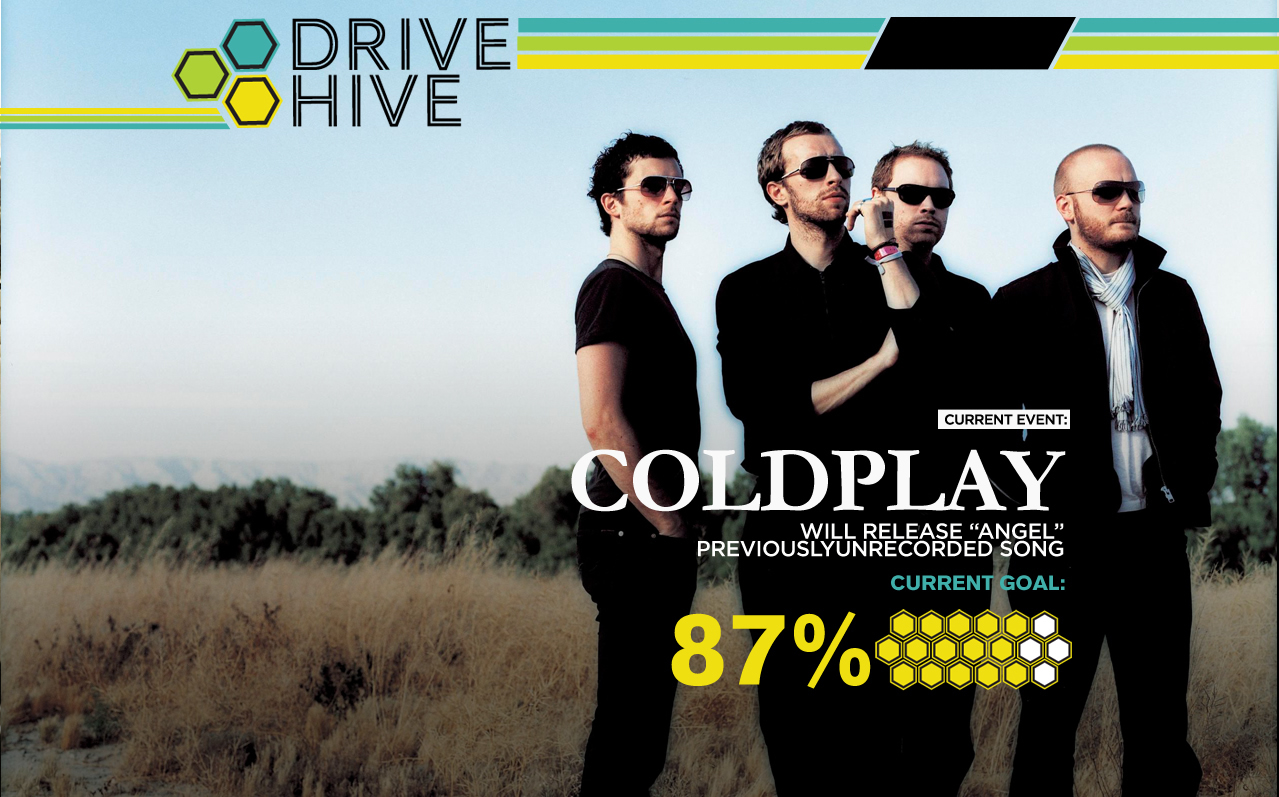 DRIVE
HIVE
CURRENT EVENT:
COLDPLAY
WILL RELEASE “ANGEL”
PREVIOUSLYUNRECORDED SONG
CURRENT GOAL:
87%